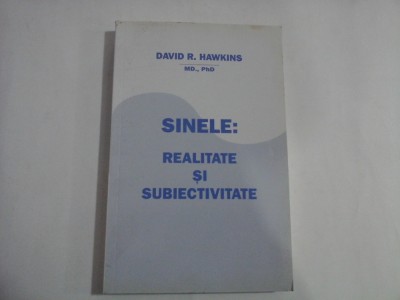 DAVID R. HAWKINS
MD., PhD
SINELE:
REALITATE
ȘI
SUBIECTIVITATE